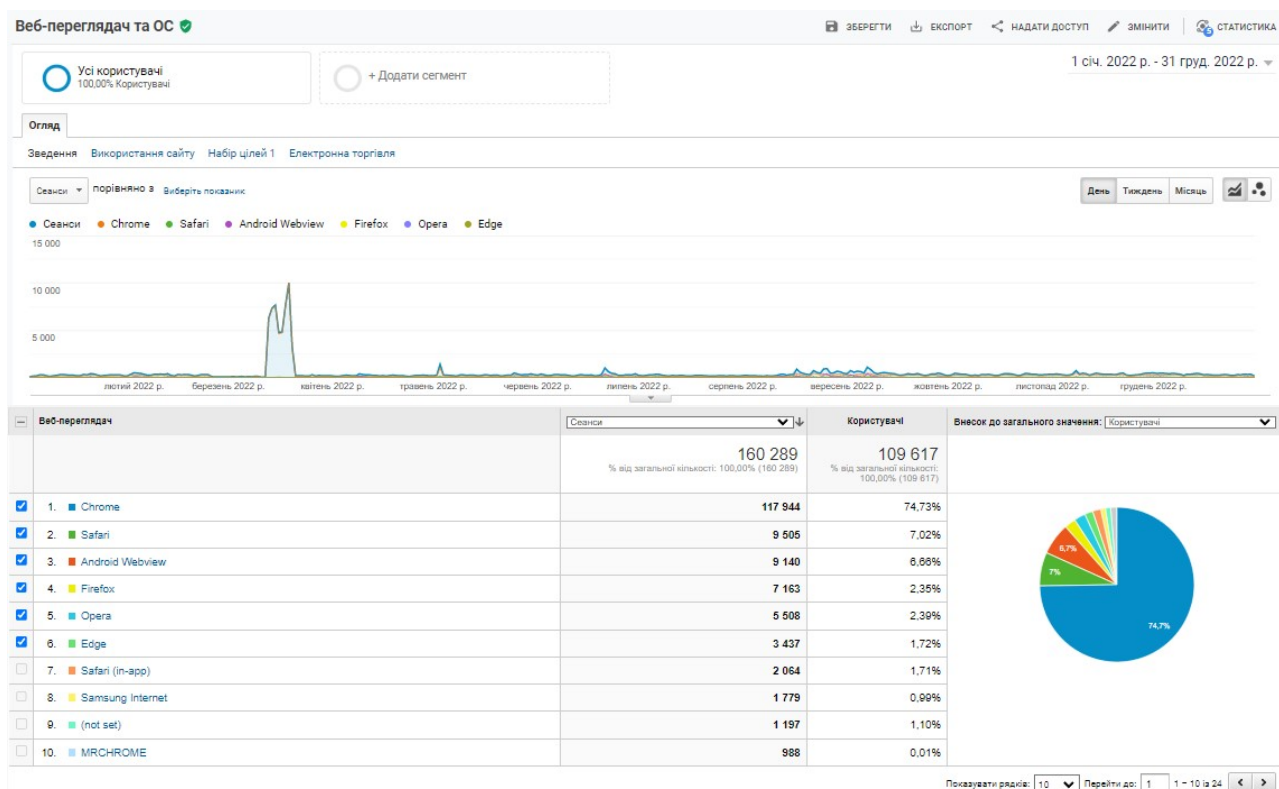 Веб-переглядач та ОС
ЗБЕРЕГТИ ЕКСПОРТ НАДАТИ ДОСТУП ЗМІНИТИ 5 СТАТИСТИКА
1 січ. 2022 р. - 31 груд. 2022 р.
Усі користувачі
100,00% Користувачі
+ Додати сегмент
Огляд
Зведення Використання сайту Набір цілей 1 Електронна торгівля
Сеанси порівняно з Виберіть показник
День Тиждень Місяць
Сеанси Chrome Safari Android Webview Firefox Opera Edge
15 000
10 000
5 000
лютий 2022 р. березень 2022 р. квітень 2022 р. травень 2022 р. червень 2022 р. липень 2022 р. серпень 2022 р. вересень 2022 р. жовтень 2022 р. листопад 2022 р. грудень 2022 р.
Веб-переглядач Сеанси Користувачі Внесок до загального значення: Користувачі
160 289 109 617
% від загальної кількості: 100,00% (160 289) % від загальної кількості: 100,00% (109 617)
1. Chrome 117 944 74,73%
2. Safari 9 505 7,02%
3. Android Webview 9 140 6,66%
4. Firefox 7 163 2,35%
5. Opera 5 508 2,39%
6. Edge 3 437 1,72%
7. Safari (in-app) 2 064 1,71%
8. Samsung Internet 1 779 0,99%
9. (not set) 1 197 1,10%
10. MRCHROME 988 0,01%
6,7%
7%
74,7%
Показувати рядків: 10 Перейти до: 1 1 – 10 із 24